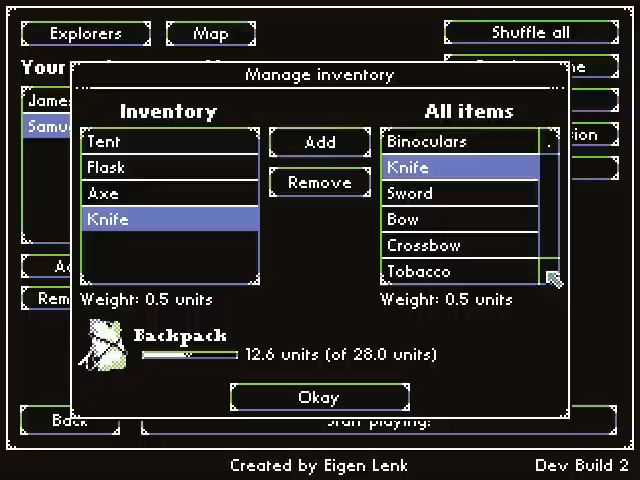 Explorers Map Shuffle all
Your
Manage inventory
Inventory All items
Tent Add Binoculars
Flask Knife
Axe Remove Sword
Knife Bow
Crossbow
Tobacco
Weight: 0.5 units Weight: 0.5 units
Backpack
12.6 units (of 28.0 units)
Okay
Back Start playing!
Created by Eigen Lenk Dev Build 2